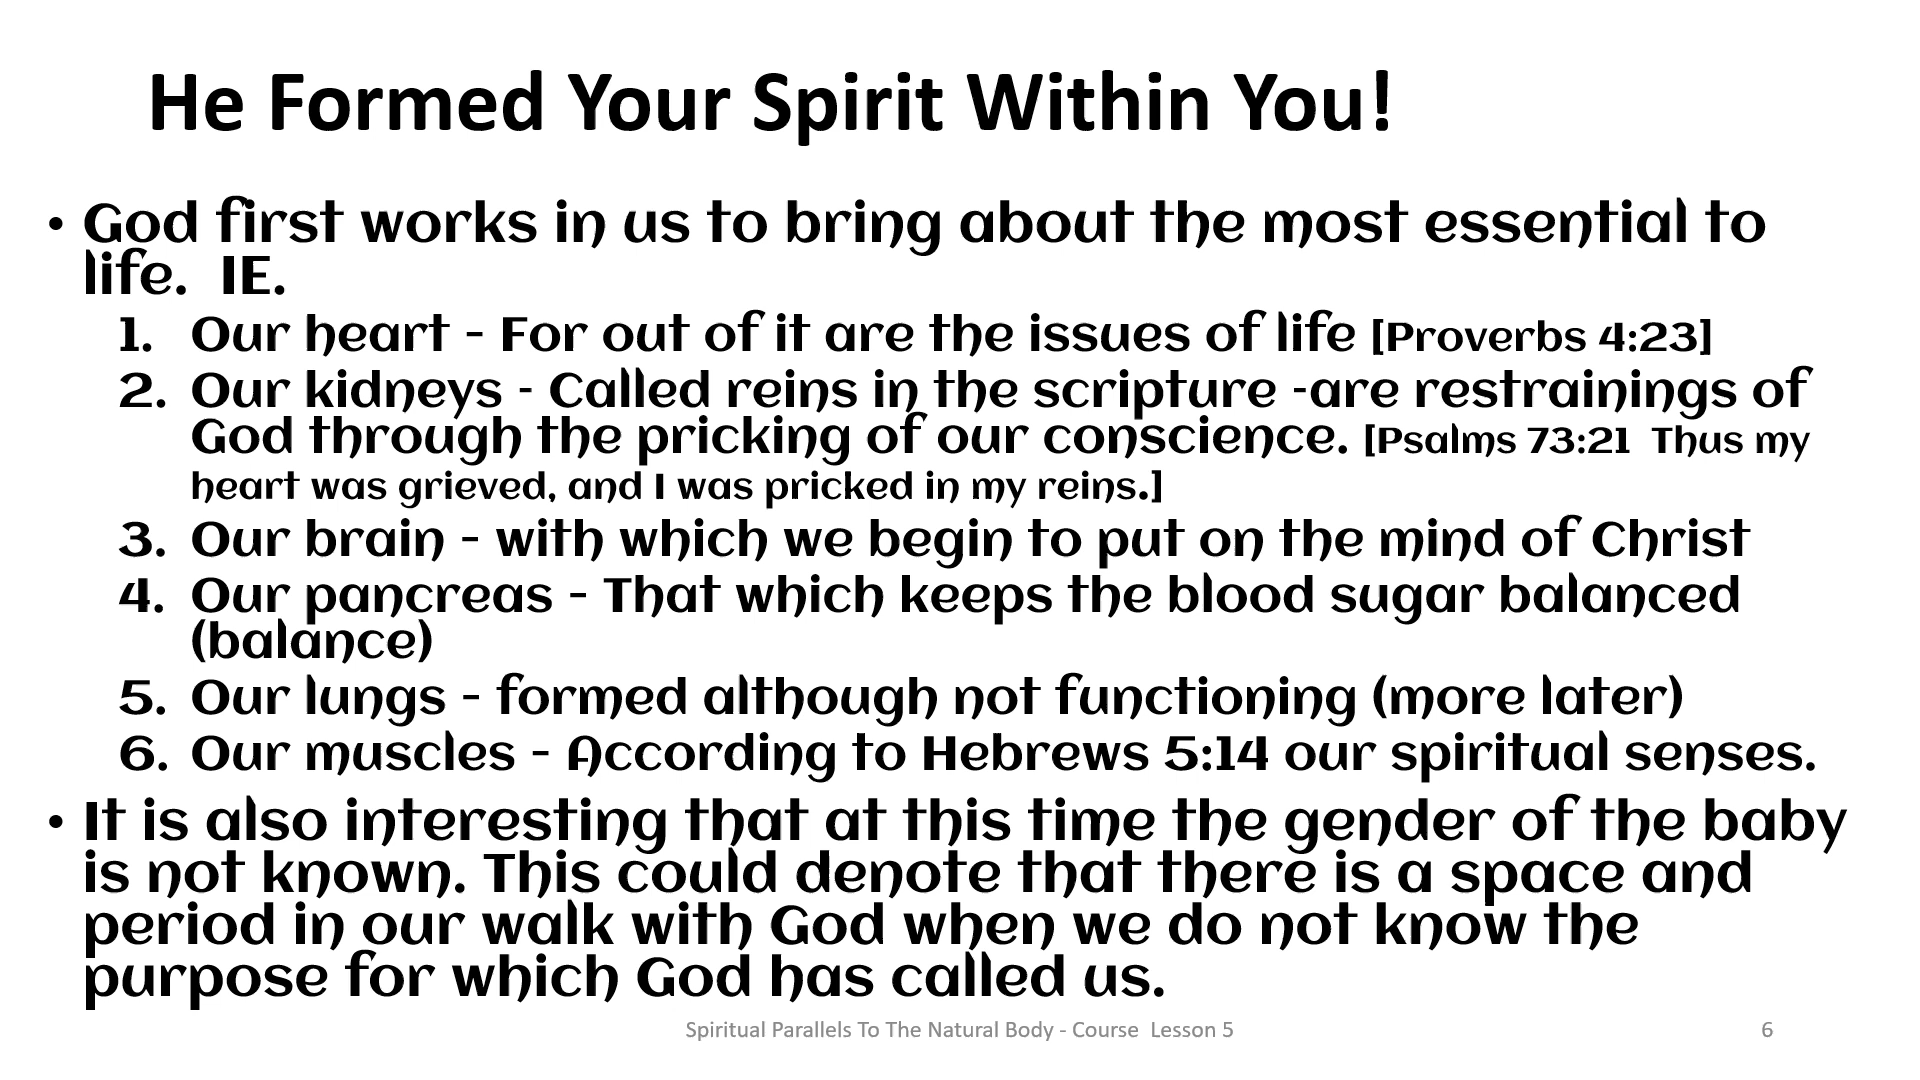 He Formed Your Spirit Within You!
• God first works in us to bring about the most essential to
life.  IE.
1. Our heart - For out of it are the issues of life [Proverbs 4:23]
2. Our kidneys - Called reins in the scripture -are restrainings of
God through the pricking of our conscience. [Psalms 73:21  Thus my
heart was grieved, and I was pricked in my reins.]
3. Our brain - with which we begin to put on the mind of Christ
4. Our pancreas - That which keeps the blood sugar balanced
(balance)
5. Our lungs - formed although not functioning (more later)
6. Our muscles - According to Hebrews 5:14 our spiritual senses.
• It is also interesting that at this time the gender of the baby
is not known. This could denote that there is a space and
period in our walk with God when we do not know the
purpose for which God has called us.
Spiritual Parallels To The Natural Body - Course  Lesson 5
6